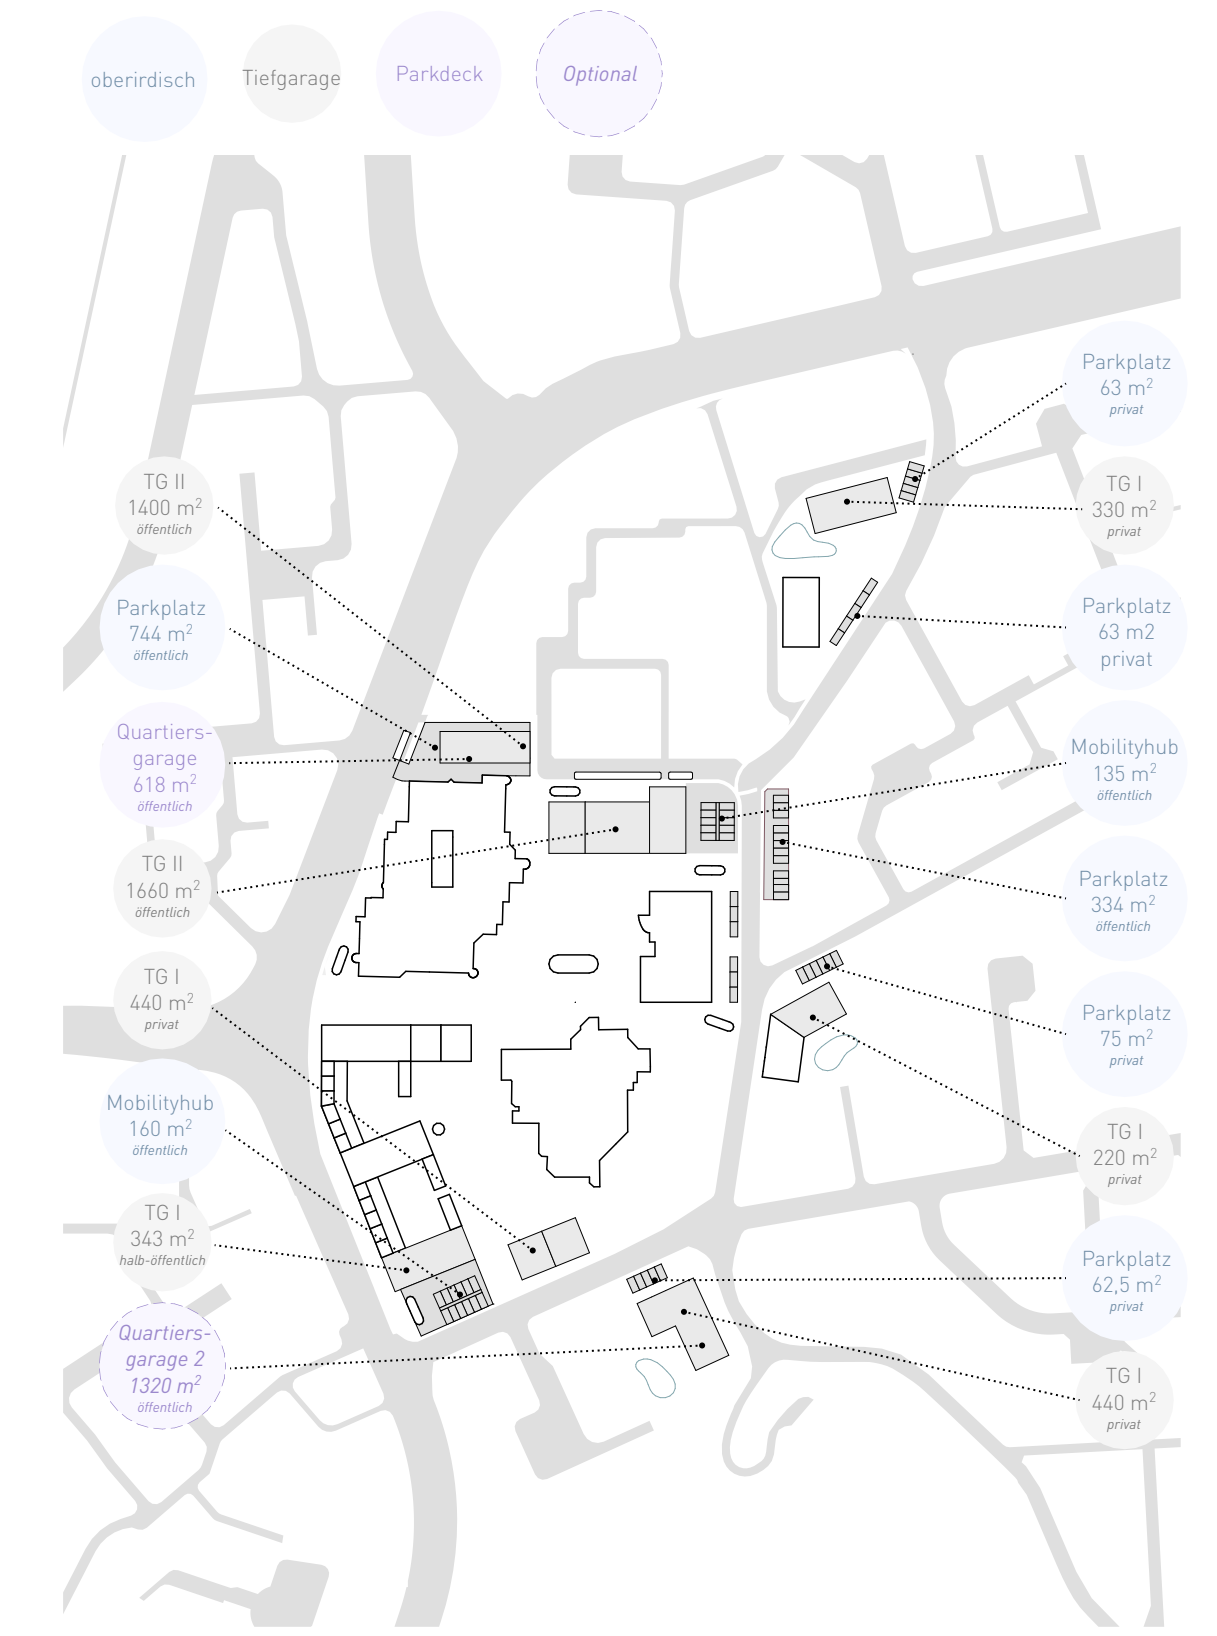 oberirdisch
Tiefgarage
Parkdeck
Optional
TG II
1400 m²
öffentlich
Parkplatz
744 m²
öffentlich
Quartiers-
garage
618 m²
öffentlich
TG II
1660 m²
öffentlich
TG I
440 m²
privat
Mobilityhub
160 m²
öffentlich
TG I
343 m²
halb-öffentlich
Quartiers-
garage 2
1320 m²
öffentlich
Parkplatz
63 m²
privat
TG I
330 m²
privat
Parkplatz
63 m2
privat
Mobilityhub
135 m²
öffentlich
Parkplatz
334 m²
öffentlich
Parkplatz
75 m²
privat
TG I
220 m²
privat
Parkplatz
62,5 m²
privat
TG I
440 m²
privat